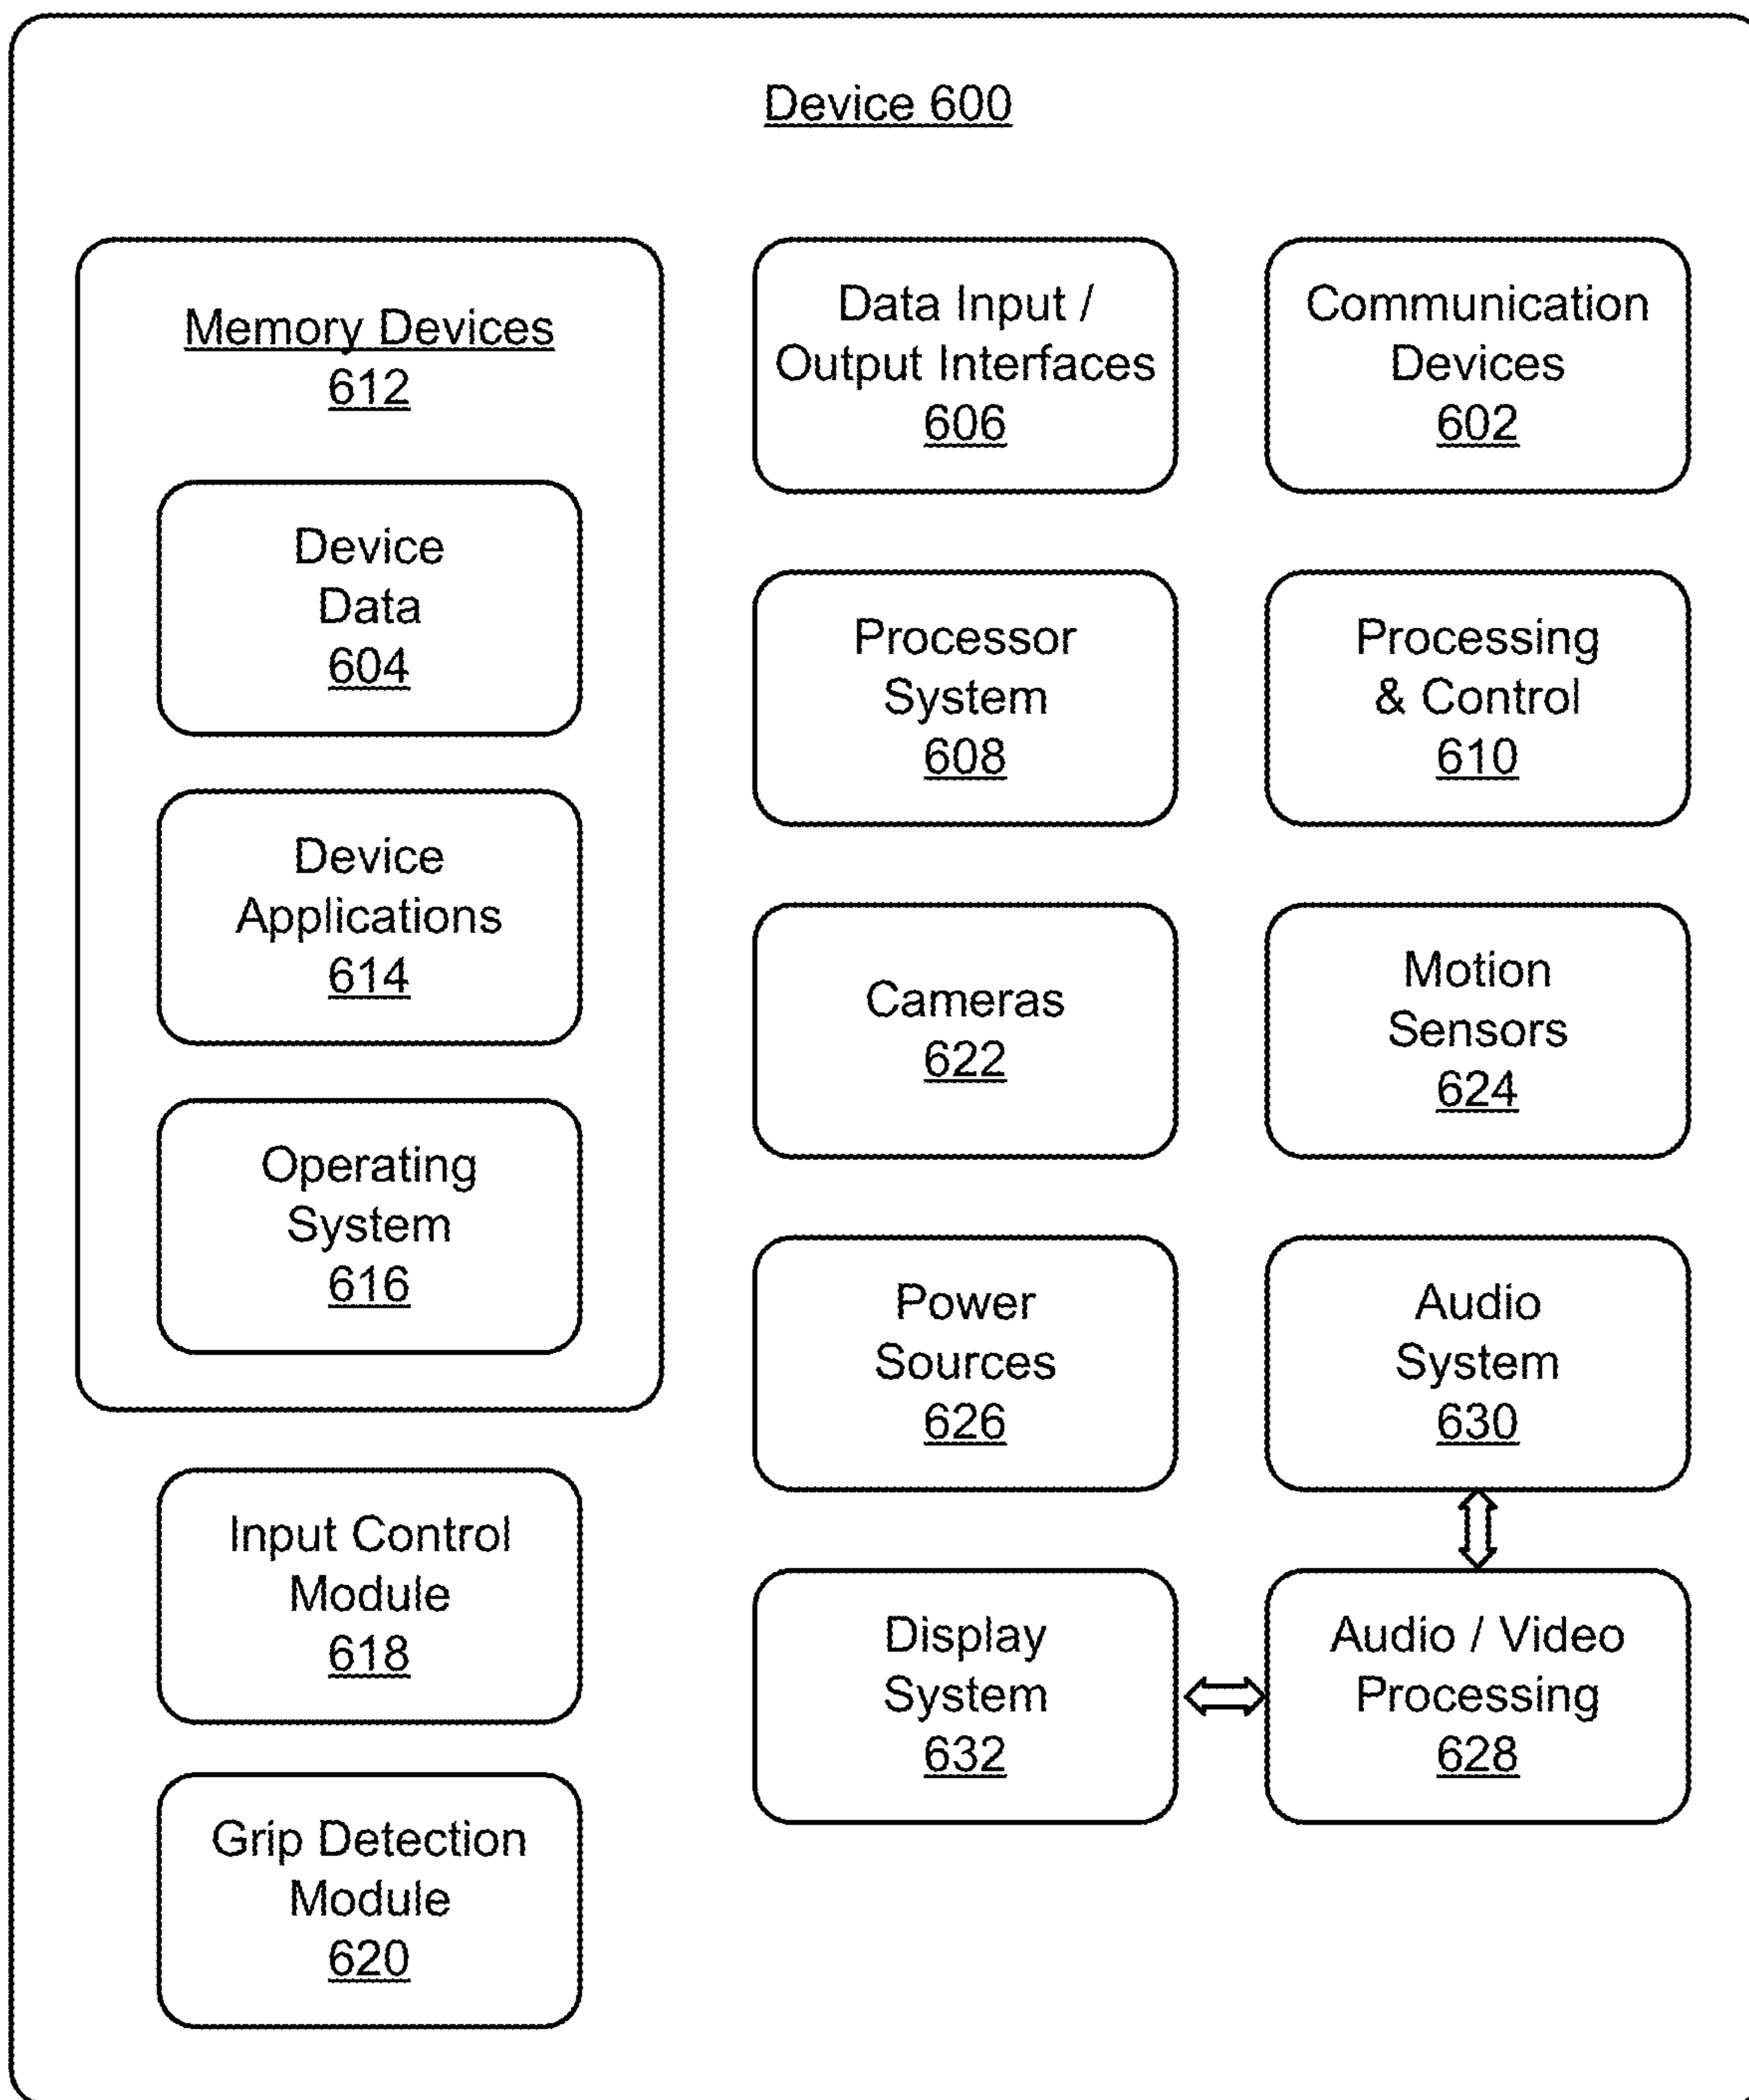 Device 600
Memory Devices
612
Device
Data
604
Device
Applications
614
Operating
System
616
Input Control
Module
618
Grip Detection
Module
620
Data Input /
Output Interfaces
606
Communication
Devices
602
Processor
System
608
Processing
& Control
610
Cameras
622
Motion
Sensors
624
Power
Sources
626
Audio
System
630
Display
System
632
Audio / Video
Processing
628